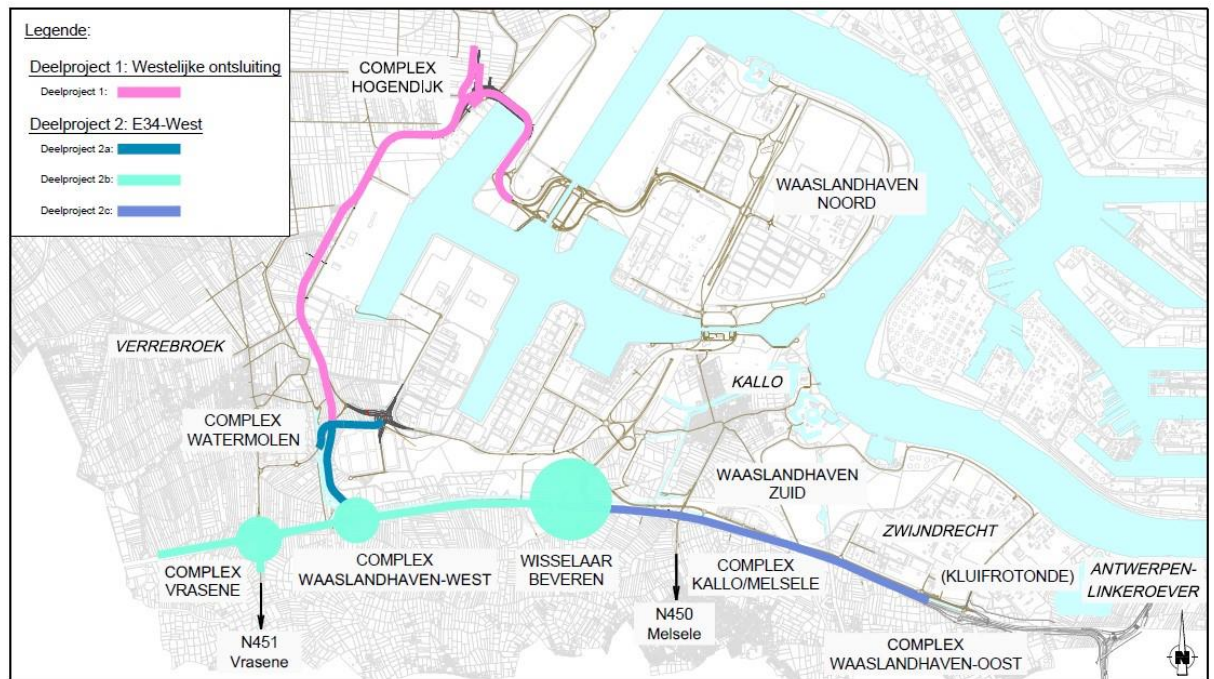 Legende:
Deelproject 1: Westelijke ontsluiting
Deelproject 1:
Deelproject 2: E34-West
Deelproject 2a:
Deelproject 2b:
Deelproject 2c:
COMPLEX
HOGENDIJK
WAASLANDHAVEN
NOORD
VERREBROEK
KALLO
COMPLEX
WATERMOLEN
WAASLANDHAVEN
ZUID
ZWIJNDRECHT
COMPLEX
VRASENE
COMPLEX
WAASLANDHAVEN-WEST
WISSELAAR
BEVEREN
COMPLEX
KALLO/MELSELE
(KLUIFROTONDE)
ANTWERPEN-
LINKEROEVER
N451
Vrasene
N450
Melsele
COMPLEX
WAASLANDHAVEN-OOST
N